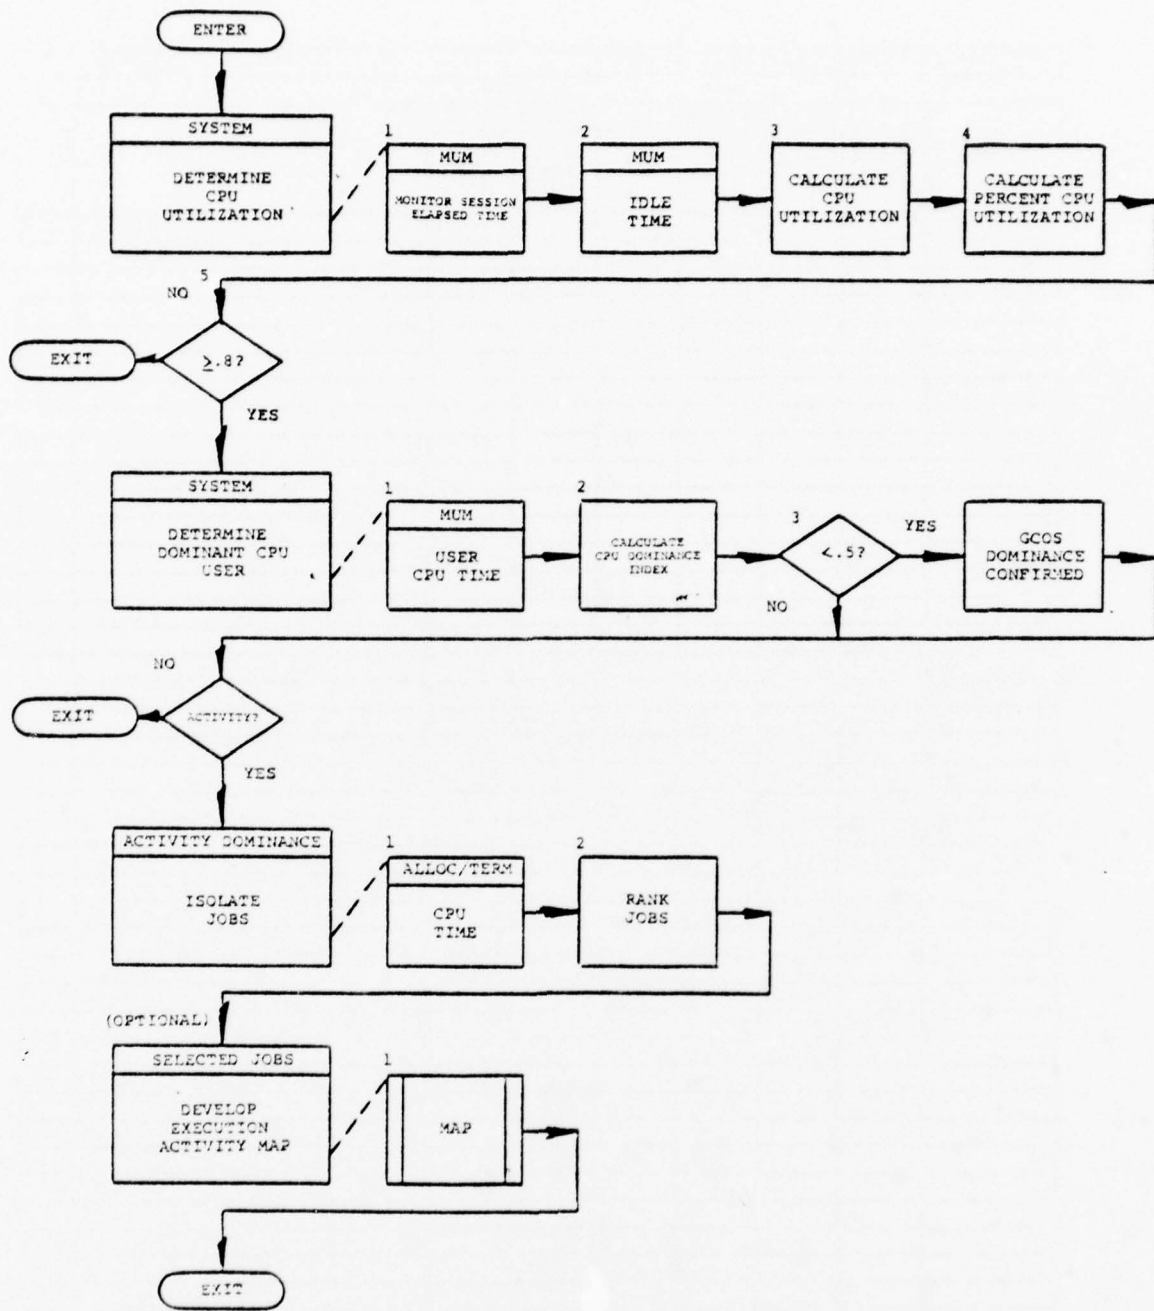 ENTER
SYSTEM
DETERMINE
CPU
UTILIZATION
1
MUM
MONITOR SESSION
ELAPSED TIME
2
MUM
IDLE
TIME
3
CALCULATE
CPU
UTILIZATION
4
CALCULATE
PERCENT CPU
UTILIZATION
5
NO
EXIT
≥.8?
YES
SYSTEM
DETERMINE
DOMINANT CPU
USER
1
MUM
USER
CPU TIME
2
CALCULATE
CPU DOMINANCE
INDEX
3
<.5?
YES
NO
GCOS
DOMINANCE
CONFIRMED
NO
EXIT
ACTIVITY?
YES
ACTIVITY DOMINANCE
ISOLATE
JOBS
1
ALLOC/TERM
CPU
TIME
2
RANK
JOBS
(OPTIONAL)
SELECTED JOBS
DEVELOP
EXECUTION
ACTIVITY MAP
1
MAP
EXIT